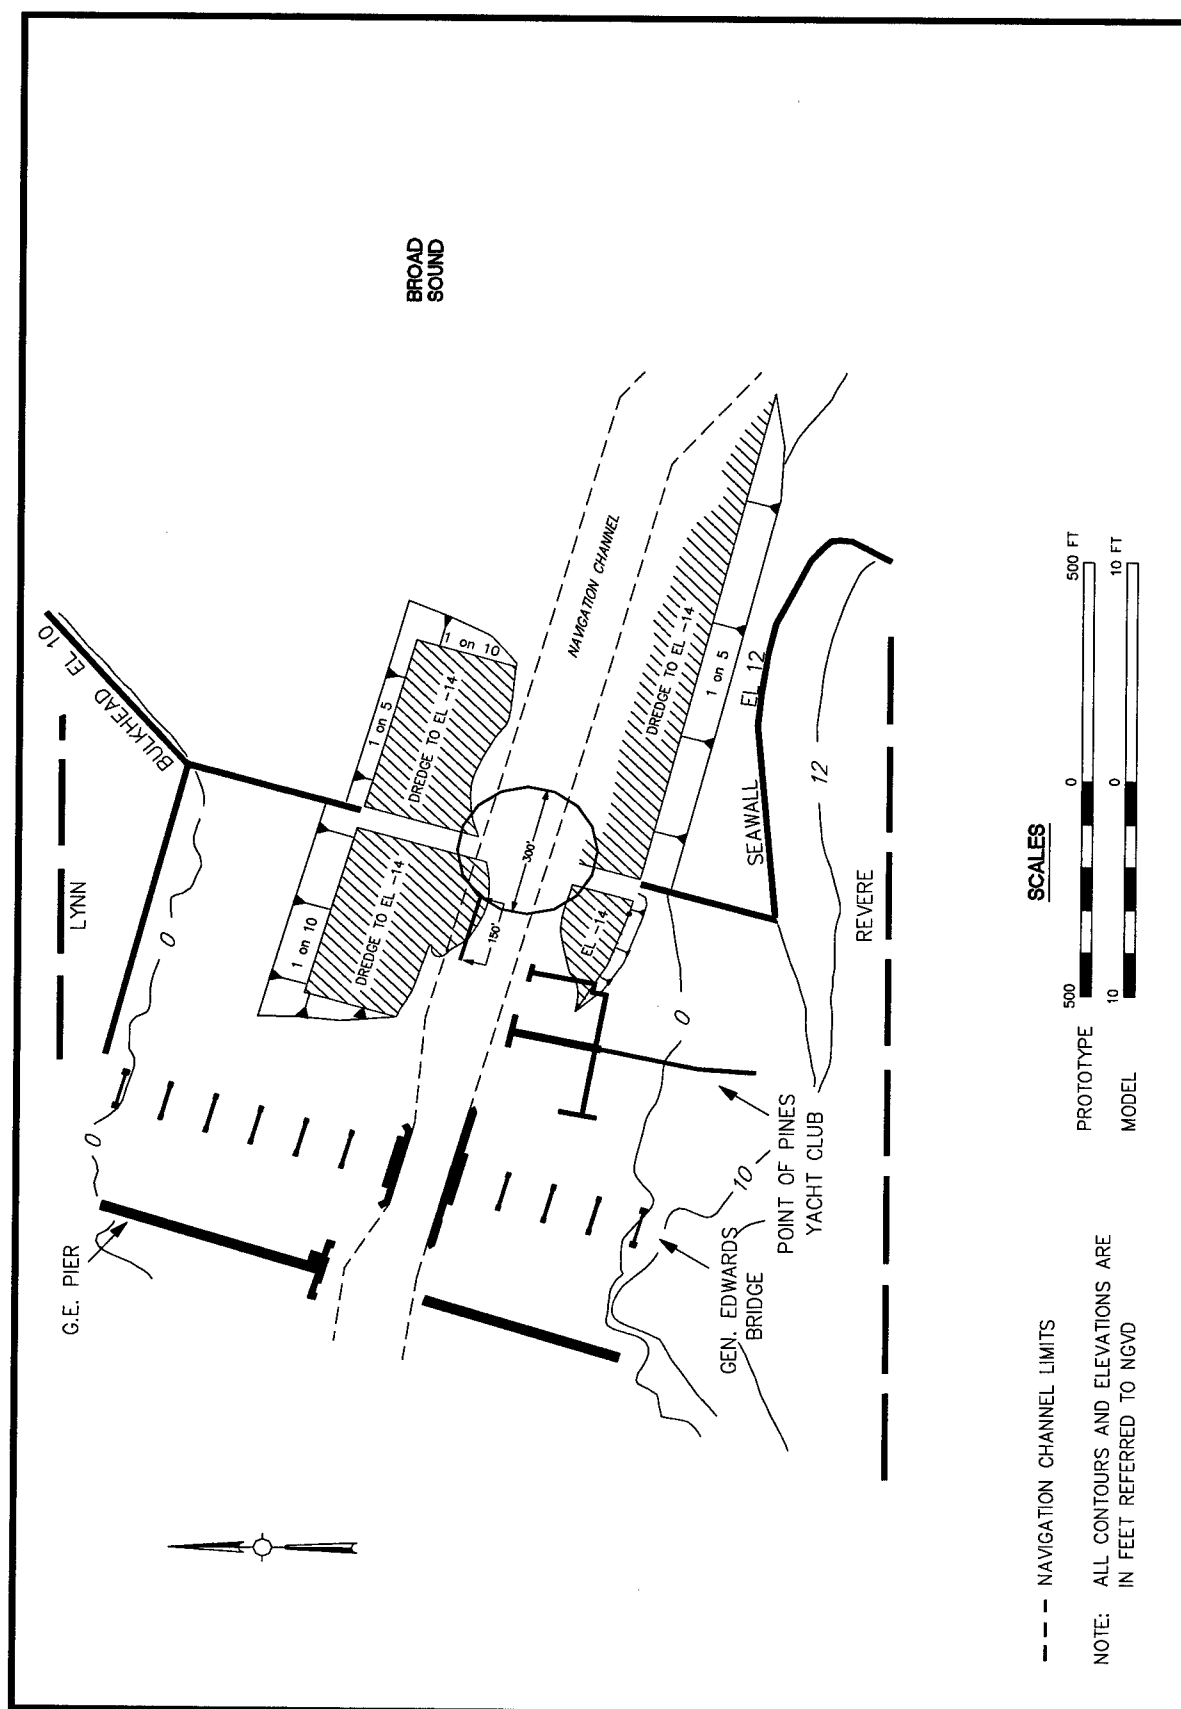 BROAD
SOUND
LYNN
BULKHEAD EL 10
0
1 on 5
1 on 10
DREDGE TO EL -14
NAVIGATION CHANNEL
1 on 10
DREDGE TO EL -14
300'
150'
DREDGE TO EL -14
1 on 5
EL -14
SEAWALL EL 12
12
0
0
G.E. PIER
10
GEN. EDWARDS
BRIDGE
POINT OF PINES
YACHT CLUB
REVERE
--- NAVIGATION CHANNEL LIMITS
NOTE: ALL CONTOURS AND ELEVATIONS ARE
IN FEET REFERRED TO NGVD
SCALES
PROTOTYPE 500 0 500 FT
MODEL 10 0 10 FT